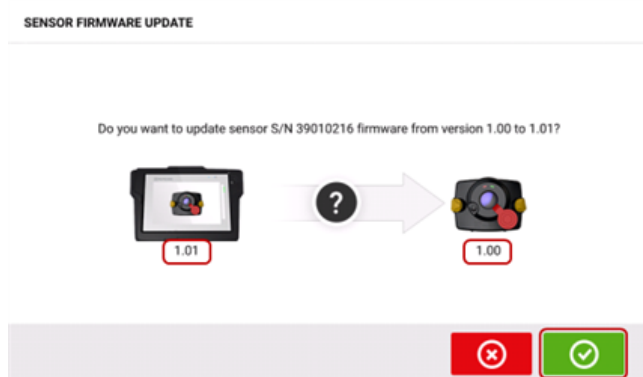 SENSOR FIRMWARE UPDATE
Do you want to update sensor S/N 39010216 firmware from version 1.00 to 1.01?
?
1.01
1.00